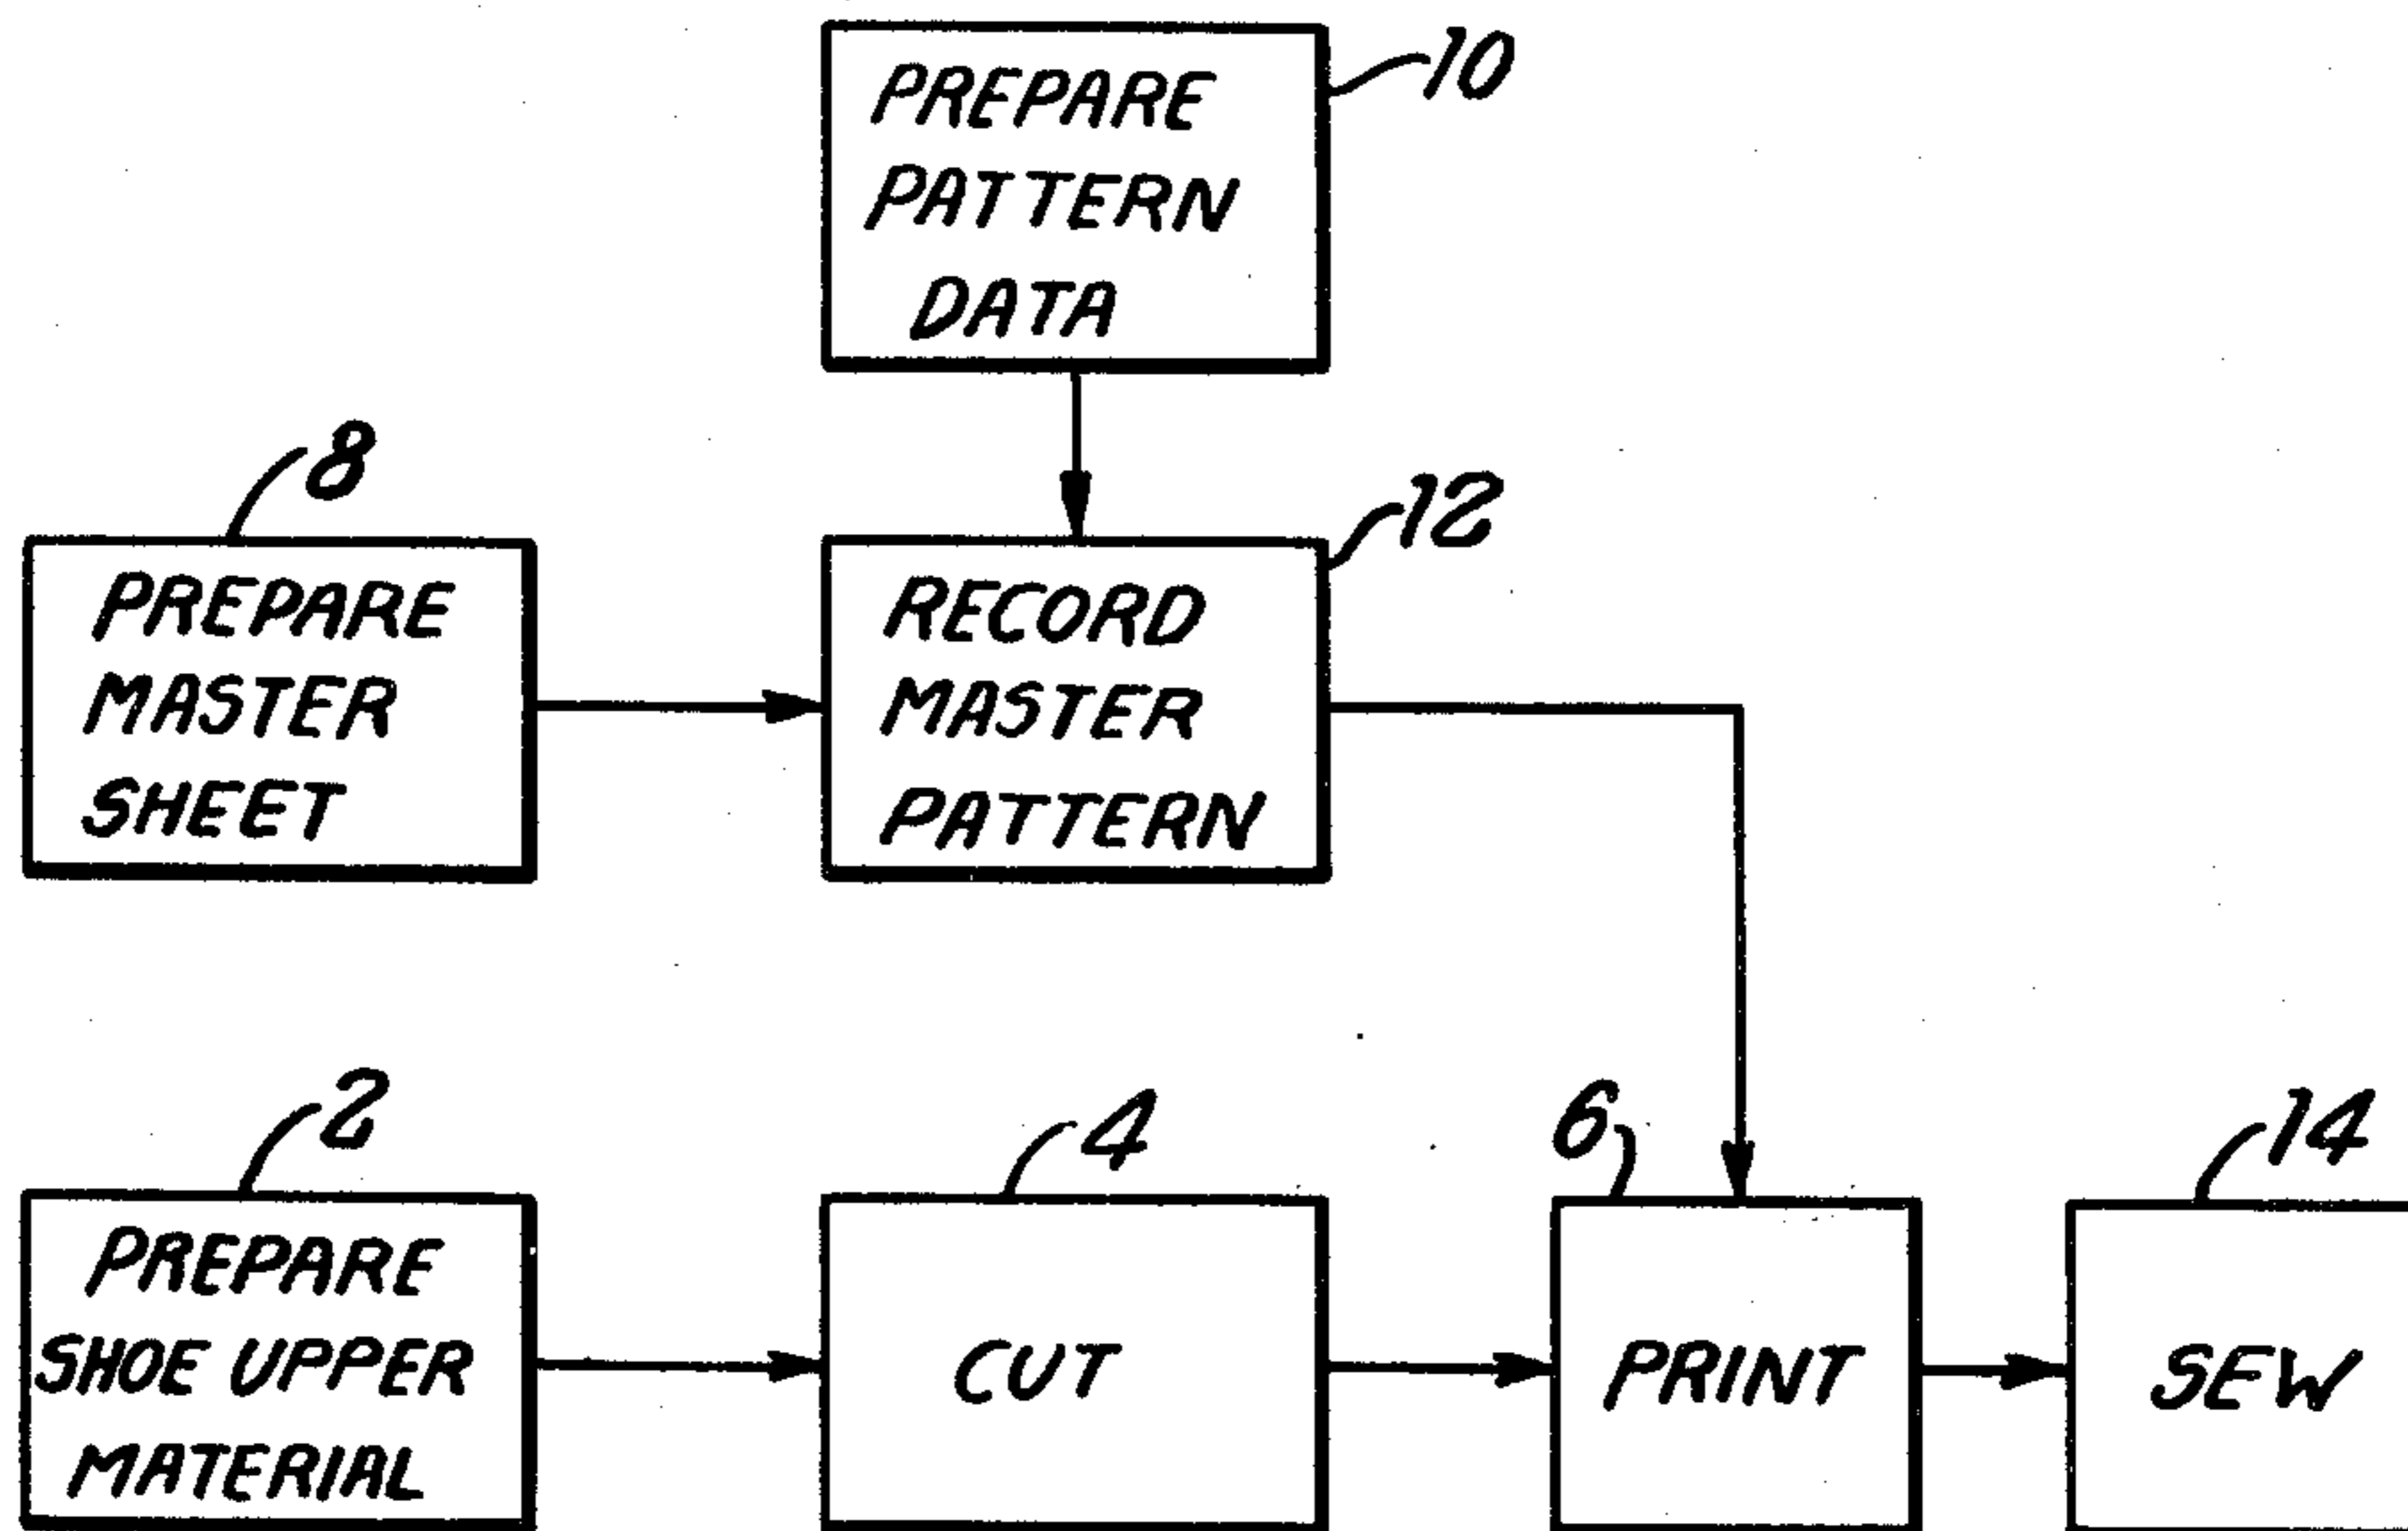 PREPARE
PATTERN
DATA
10
8
PREPARE
MASTER
SHEET
12
RECORD
MASTER
PATTERN
2
PREPARE
SHOE UPPER
MATERIAL
4
CUT
6
PRINT
14
SEW